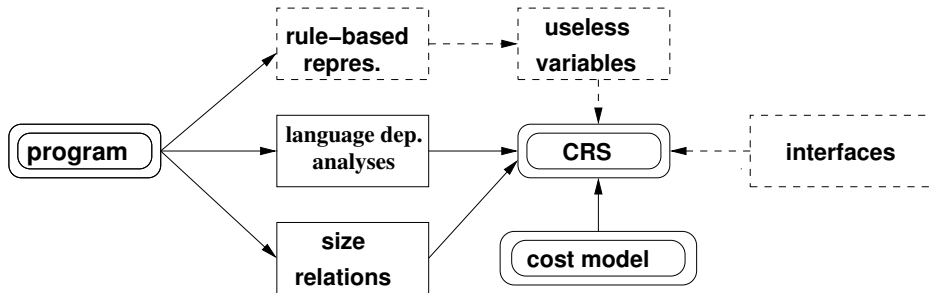 rule−based
repres.
useless
variables
program
language dep.
analyses
CRS
interfaces
size
relations
cost model